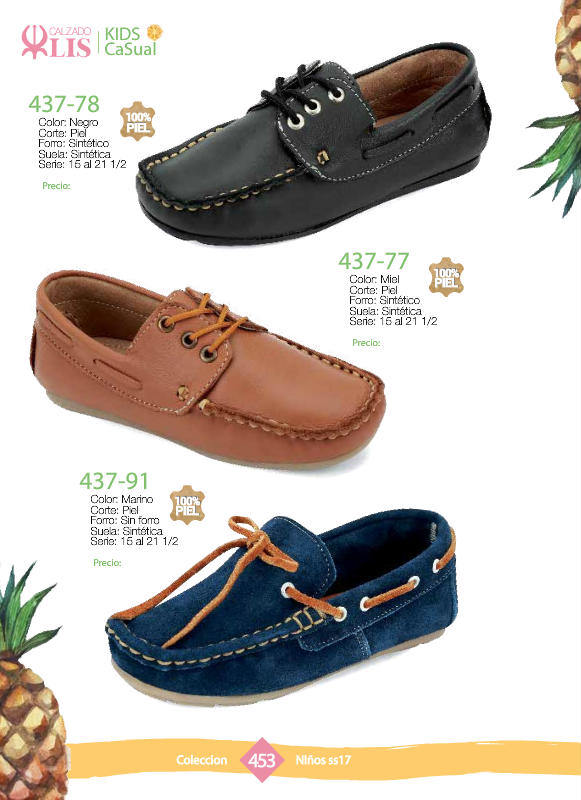 CALZADO
LIS
KIDS
CaSual
437-78
100%
PIEL
Color: Negro
Corte: Piel
Forro: Sintético
Suela: Sintética
Serie: 15 al 21 1/2
Precio:
437-77
100%
PIEL
Color: Miel
Corte: Piel
Forro: Sintético
Suela: Sintética
Serie: 15 al 21 1/2
Precio:
437-91
100%
PIEL
Color: Marino
Corte: Piel
Forro: Sin forro
Suela: Sintética
Serie: 15 al 21 1/2
Precio:
Coleccion 453 Niños ss17